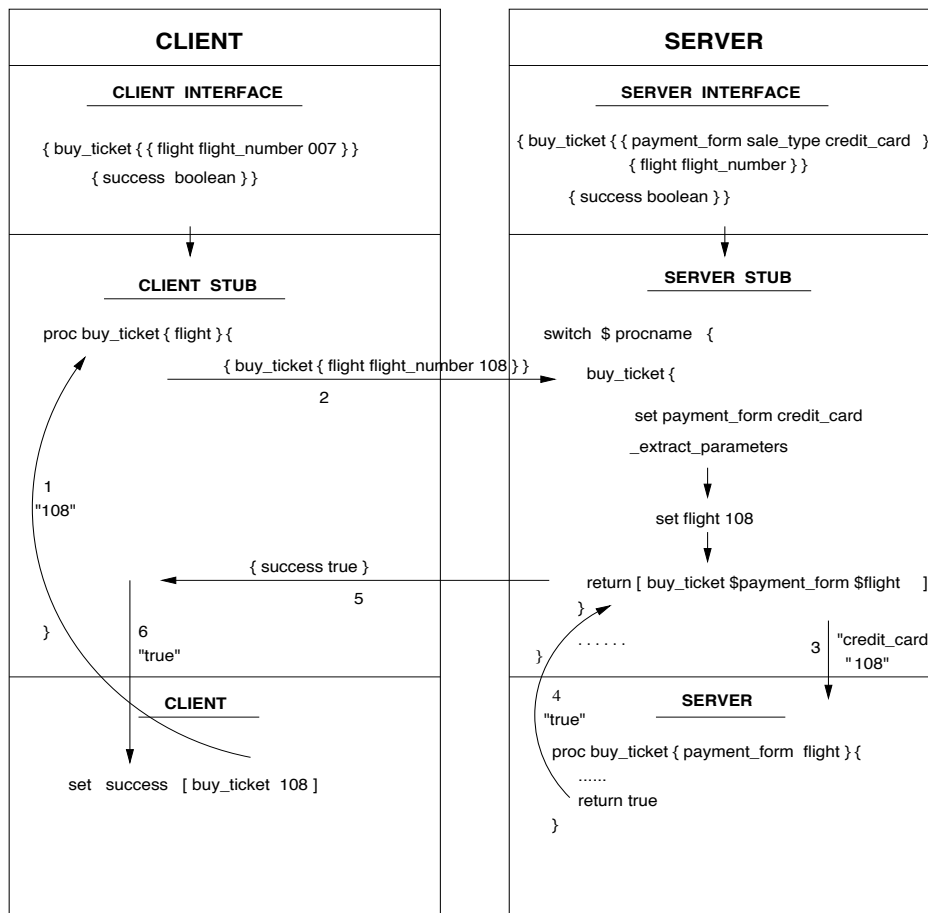 CLIENT
CLIENT INTERFACE
{ buy_ticket { { flight flight_number 007 } }
{ success boolean } }
CLIENT STUB
proc buy_ticket { flight } {
{ buy_ticket { flight flight_number 108 } }
2
1
"108"
{ success true }
5
}
6
"true"
CLIENT
set success [ buy_ticket 108 ]
SERVER
SERVER INTERFACE
{ buy_ticket { { payment_form sale_type credit_card }
{ flight flight_number } }
{ success boolean } }
SERVER STUB
switch $ procname {
buy_ticket {
set payment_form credit_card
_extract_parameters
set flight 108
return [ buy_ticket $payment_form $flight ]
}
. . . . . .
}
3
"credit_card
"108"
4
"true"
SERVER
proc buy_ticket { payment_form flight } {
......
return true
}